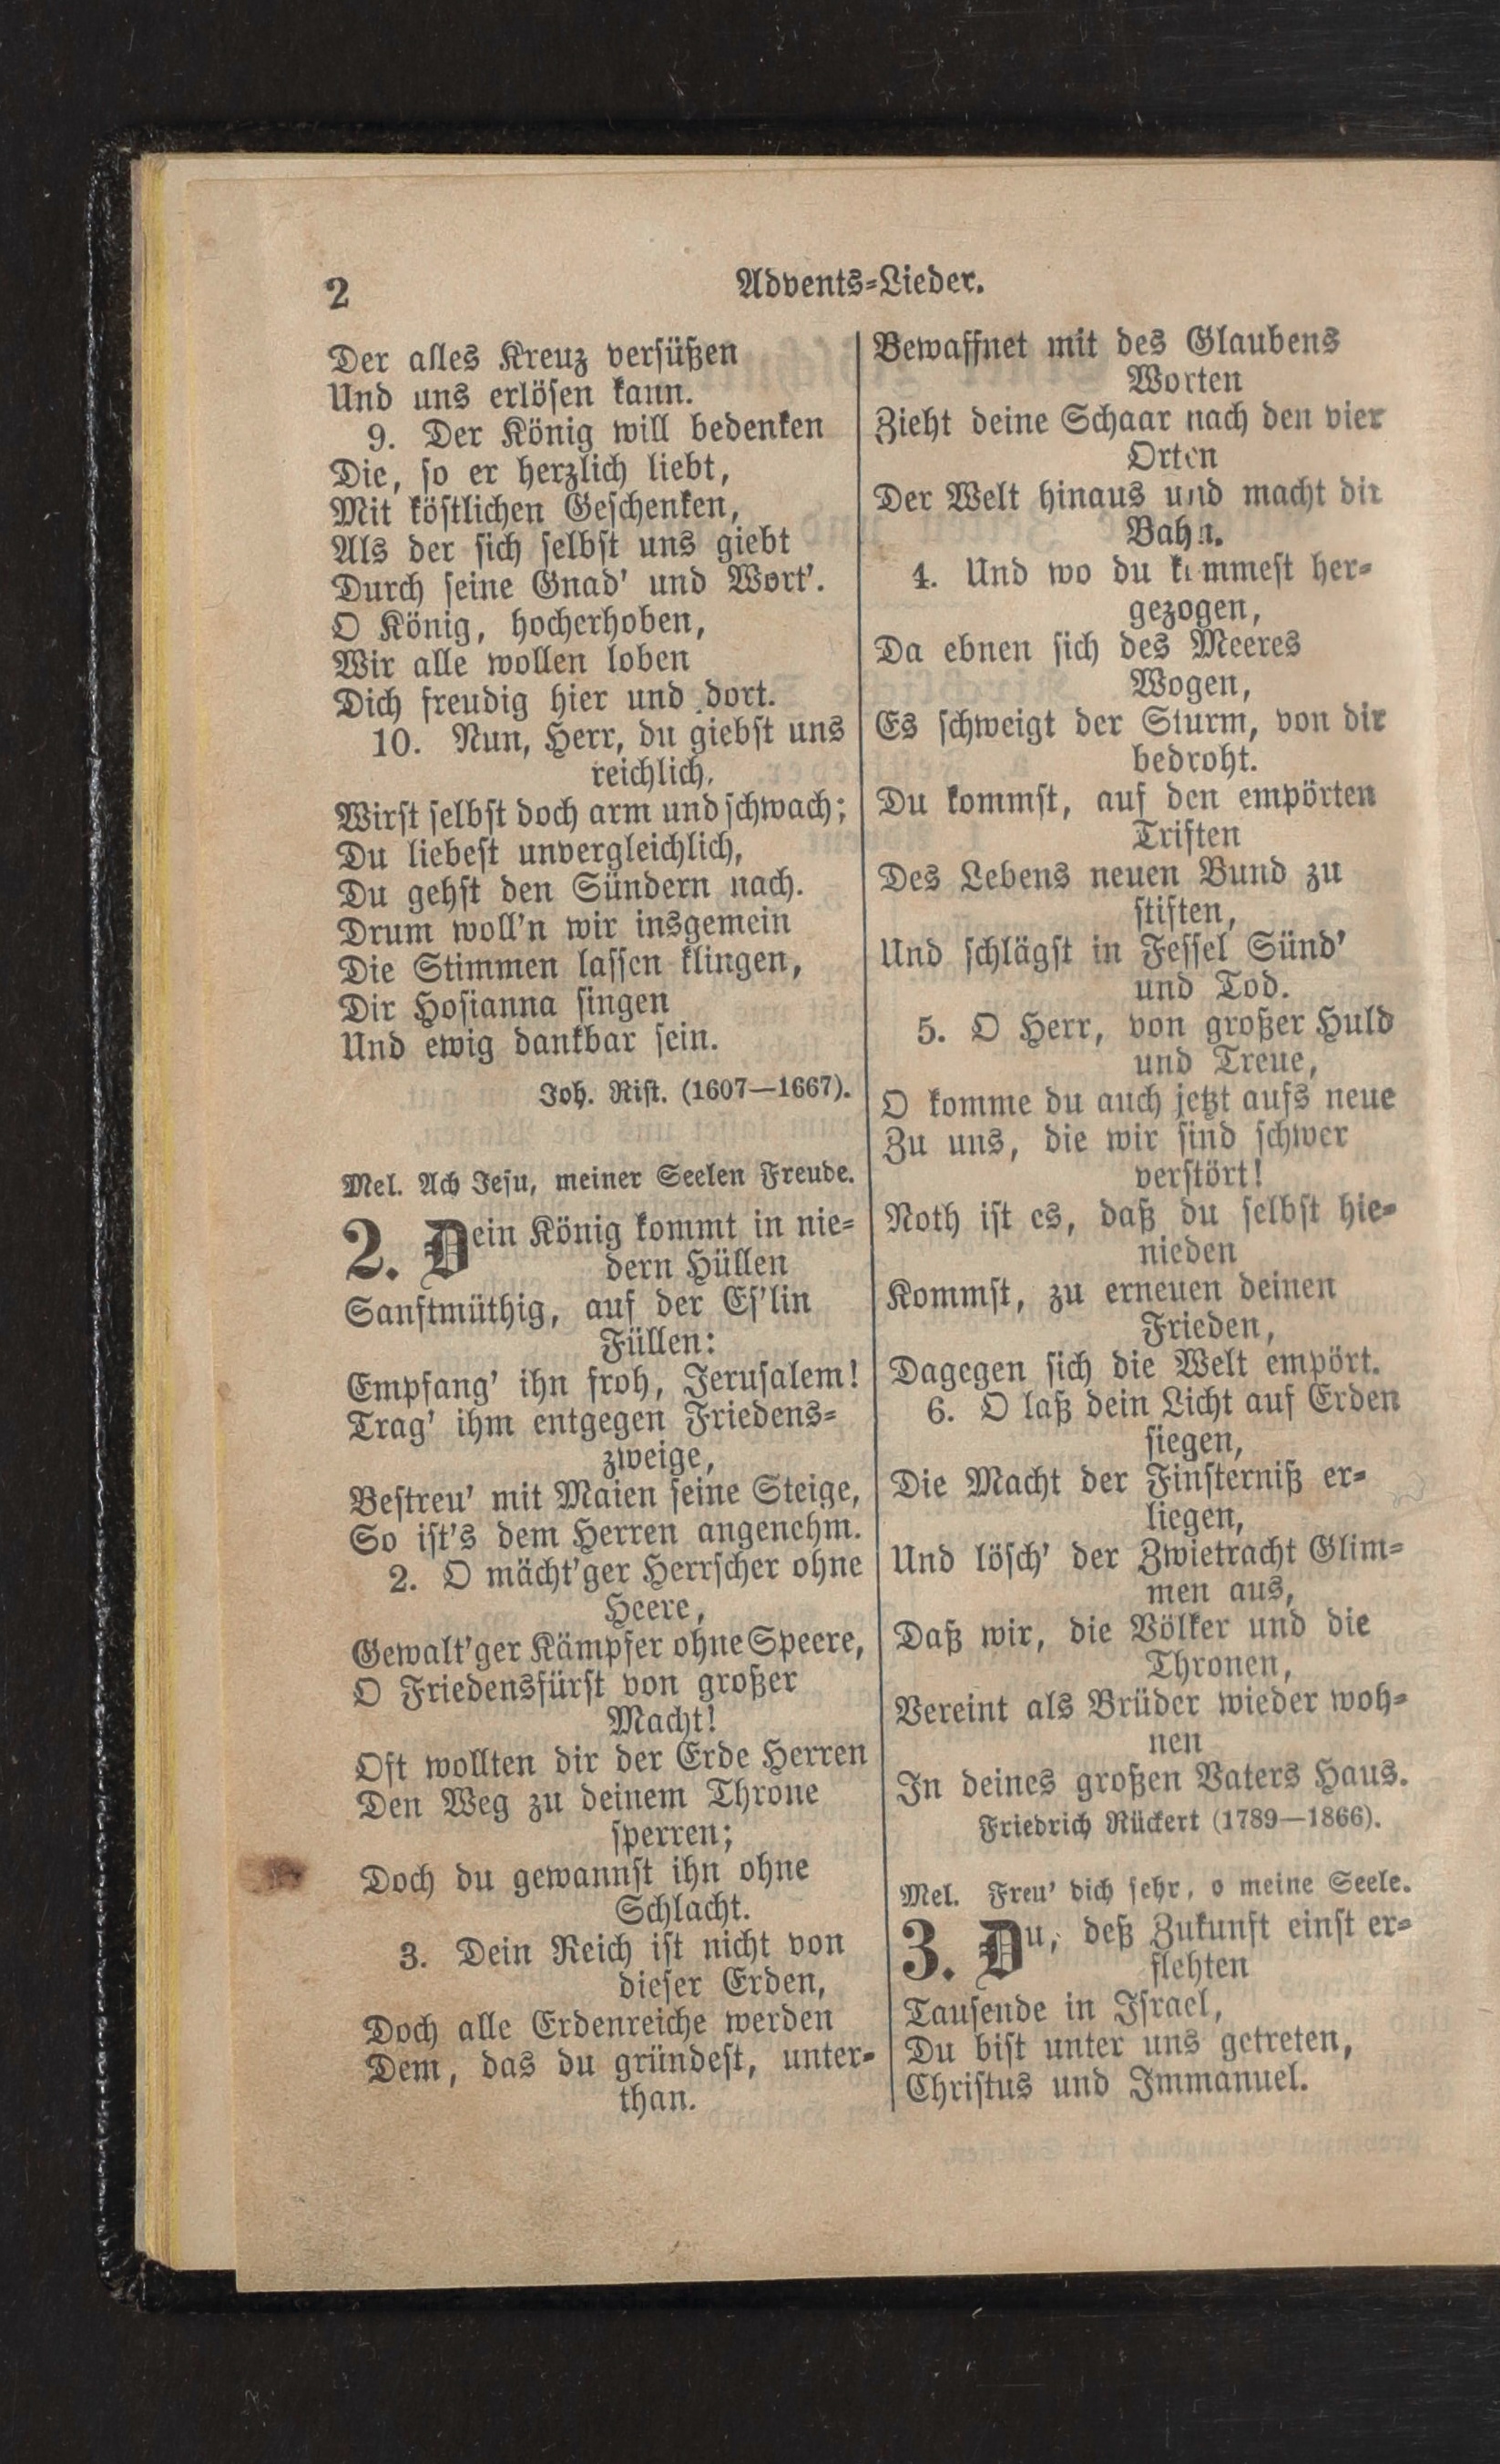 2
Advents-Lieder.
Der alles Kreuz versüßen
Und uns erlösen kann.
9. Der König will bedenken
Die, so er herzlich liebt,
Mit köstlichen Geschenken,
Als der sich selbst uns giebt
Durch seine Gnad' und Wort'.
O König, hocherhoben,
Wir alle wollen loben
Dich freudig hier und dort.
10. Nun, Herr, du giebst uns
reichlich,
Wirst selbst doch arm und schwach;
Du liebest unvergleichlich,
Du gehst den Sündern nach.
Drum woll'n wir insgemein
Die Stimmen lassen klingen,
Dir Hosianna singen
Und ewig dankbar sein.
Joh. Rist. (1607—1667).
Mel. Ach Jesu, meiner Seelen Freude.
2. Dein König kommt in nie-
dern Hüllen
Sanftmüthig, auf der Es'lin
Füllen:
Empfang' ihn froh, Jerusalem!
Trag' ihm entgegen Friedens-
zweige,
Bestreu' mit Maien seine Steige,
So ist's dem Herren angenehm.
2. O mächt'ger Herrscher ohne
Heere,
Gewalt'ger Kämpfer ohne Speere,
O Friedensfürst von großer
Macht!
Oft wollten dir der Erde Herren
Den Weg zu deinem Throne
sperren;
Doch du gewannst ihn ohne
Schlacht.
3. Dein Reich ist nicht von
dieser Erden,
Doch alle Erdenreiche werden
Dem, das du gründest, unter-
than.
Bewaffnet mit des Glaubens
Worten
Zieht deine Schaar nach den vier
Orten
Der Welt hinaus und macht dir
Bahn.
4. Und wo du kommest her-
gezogen,
Da ebnen sich des Meeres
Wogen,
Es schweigt der Sturm, von dir
bedroht.
Du kommst, auf den empörten
Triften
Des Lebens neuen Bund zu
stiften,
Und schlägst in Fessel Sünd'
und Tod.
5. O Herr, von großer Huld
und Treue,
O komme du auch jetzt aufs neue
Zu uns, die wir sind schwer
verstört!
Noth ist es, daß du selbst hie-
nieden
Kommst, zu erneuen deinen
Frieden,
Dagegen sich die Welt empört.
6. O laß dein Licht auf Erden
siegen,
Die Macht der Finsterniß er-
liegen,
Und lösch' der Zwietracht Glim-
men aus,
Daß wir, die Völker und die
Thronen,
Vereint als Brüder wieder woh-
nen
In deines großen Vaters Haus.
Friedrich Rückert (1789—1866).
Mel. Freu' dich sehr, o meine Seele.
3. Du, deß Zukunft einst er-
flehten
Tausende in Israel,
Du bist unter uns getreten,
Christus und Immanuel.